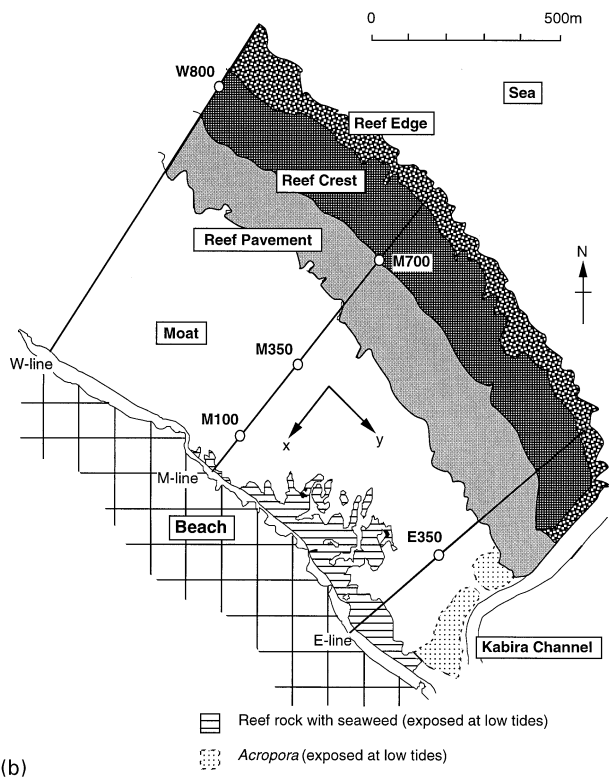 0
500m
W800
Sea
Reef Edge
Reef Crest
Reef Pavement
M700
N
Moat
M350
W-line
M100
x
y
M-line
Beach
E350
E-line
Kabira Channel
Reef rock with seaweed (exposed at low tides)
Acropora (exposed at low tides)
(b)